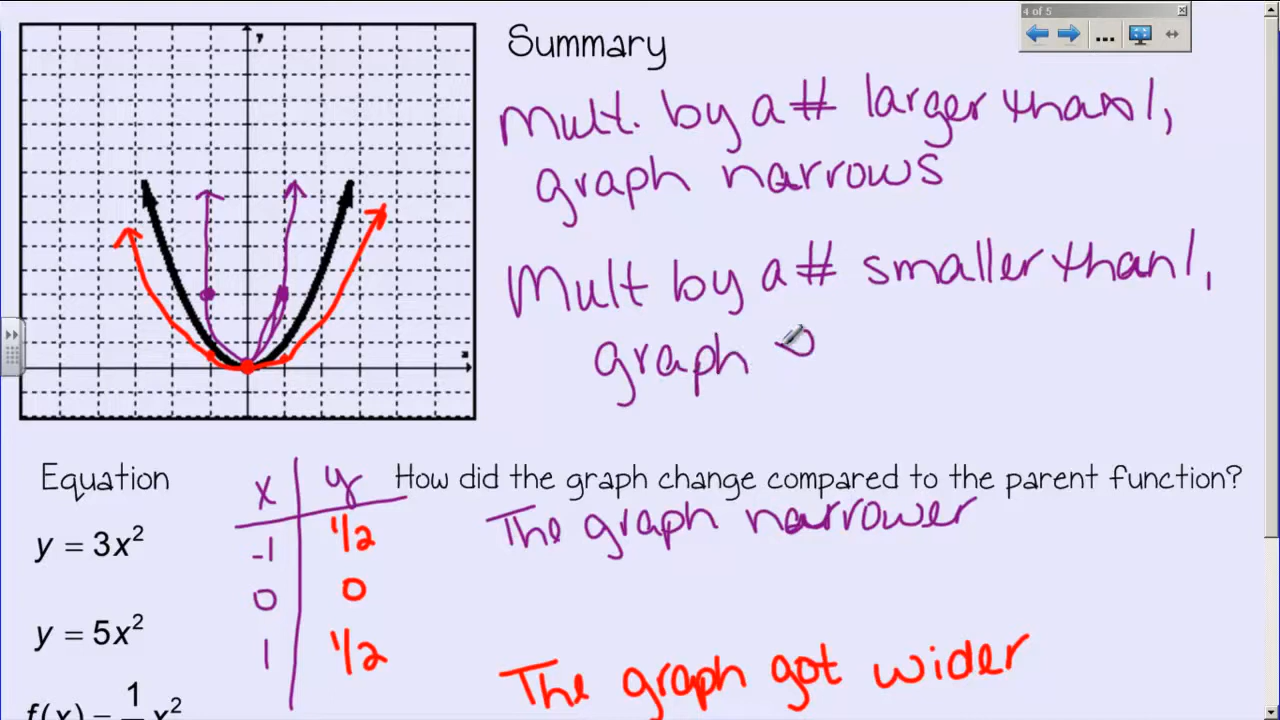 4 of 5
y
Summary
Mult. by a # larger than 1,
graph narrows
Mult by a # smaller than 1,
graph
x
Equation
x y
How did the graph change compared to the parent function?
The graph narrower
y = 3x²
-1 1/2
0 0
y = 5x²
1 1/2
The graph got wider
f(x) = 1 x²